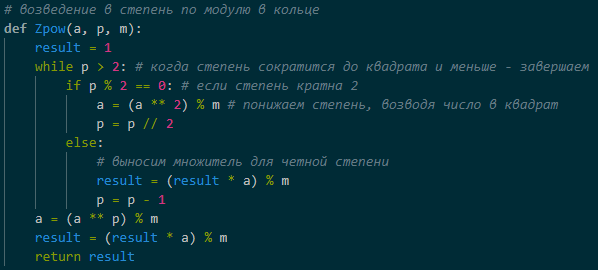 # возведение в степень по модулю в кольце
def Zpow(a, p, m):
    result = 1
    while p > 2: # когда степень сократится до квадрата и меньше - завершаем
        if p % 2 == 0: # если степень кратна 2
            a = (a ** 2) % m # понижаем степень, возводя число в квадрат
            p = p // 2
        else:
            # выносим множитель для четной степени
            result = (result * a) % m
            p = p - 1
    a = (a ** p) % m
    result = (result * a) % m
    return result